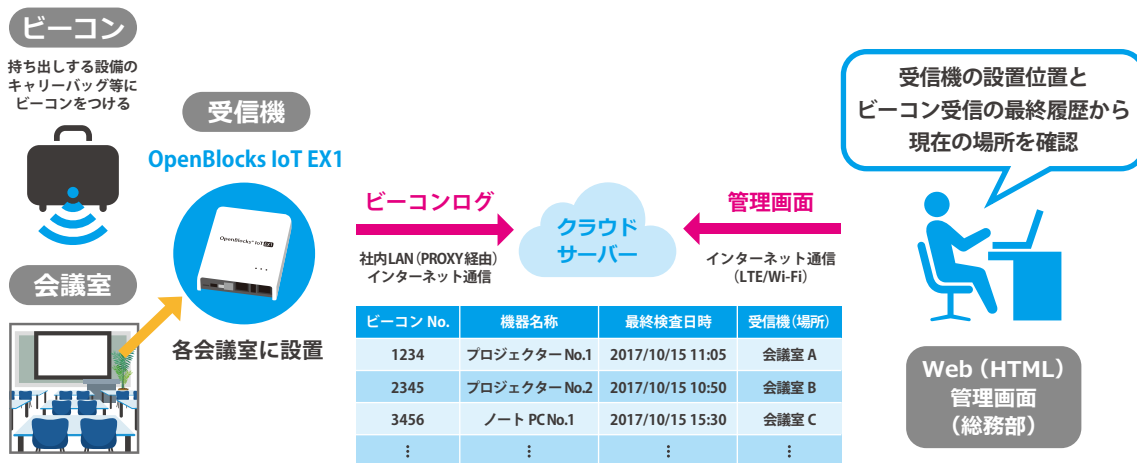 ビーコン
持ち出しする設備の
キャリーバッグ等に
ビーコンをつける
受信機
OpenBlocks IoT EX1
OpenBlocks® IoT EX1
各会議室に設置
会議室
ビーコンログ
社内LAN（PROXY経由）
インターネット通信
クラウド
サーバー
管理画面
インターネット通信
（LTE/Wi-Fi）
受信機の設置位置と
ビーコン受信の最終履歴から
現在の場所を確認
Web（HTML）
管理画面
（総務部）
ビーコン No. 機器名称 最終検査日時 受信機（場所）
1234 プロジェクター No.1 2017/10/15 11:05 会議室 A
2345 プロジェクター No.2 2017/10/15 10:50 会議室 B
3456 ノート PC No.1 2017/10/15 15:30 会議室 C
⋮ ⋮ ⋮ ⋮